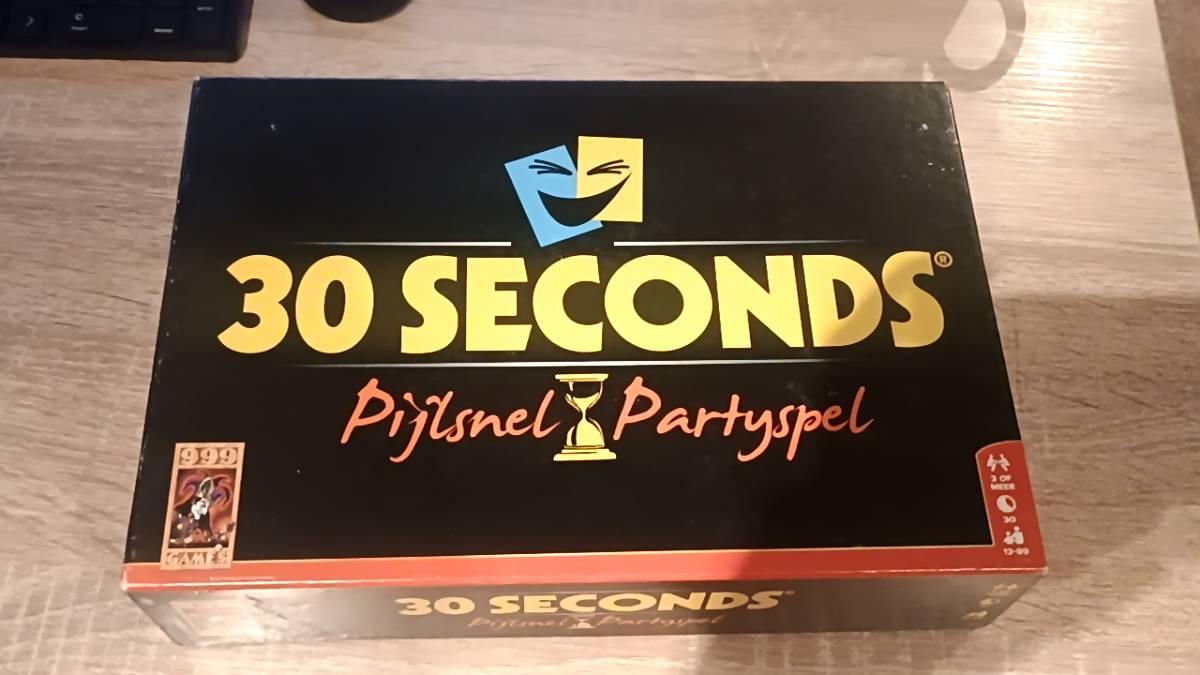 30 SECONDS®
Pijlsnel Partyspel
999
GAMES
3 OF
MEER
30
12-99
30 SECONDS
Pijlsnel Partyspel